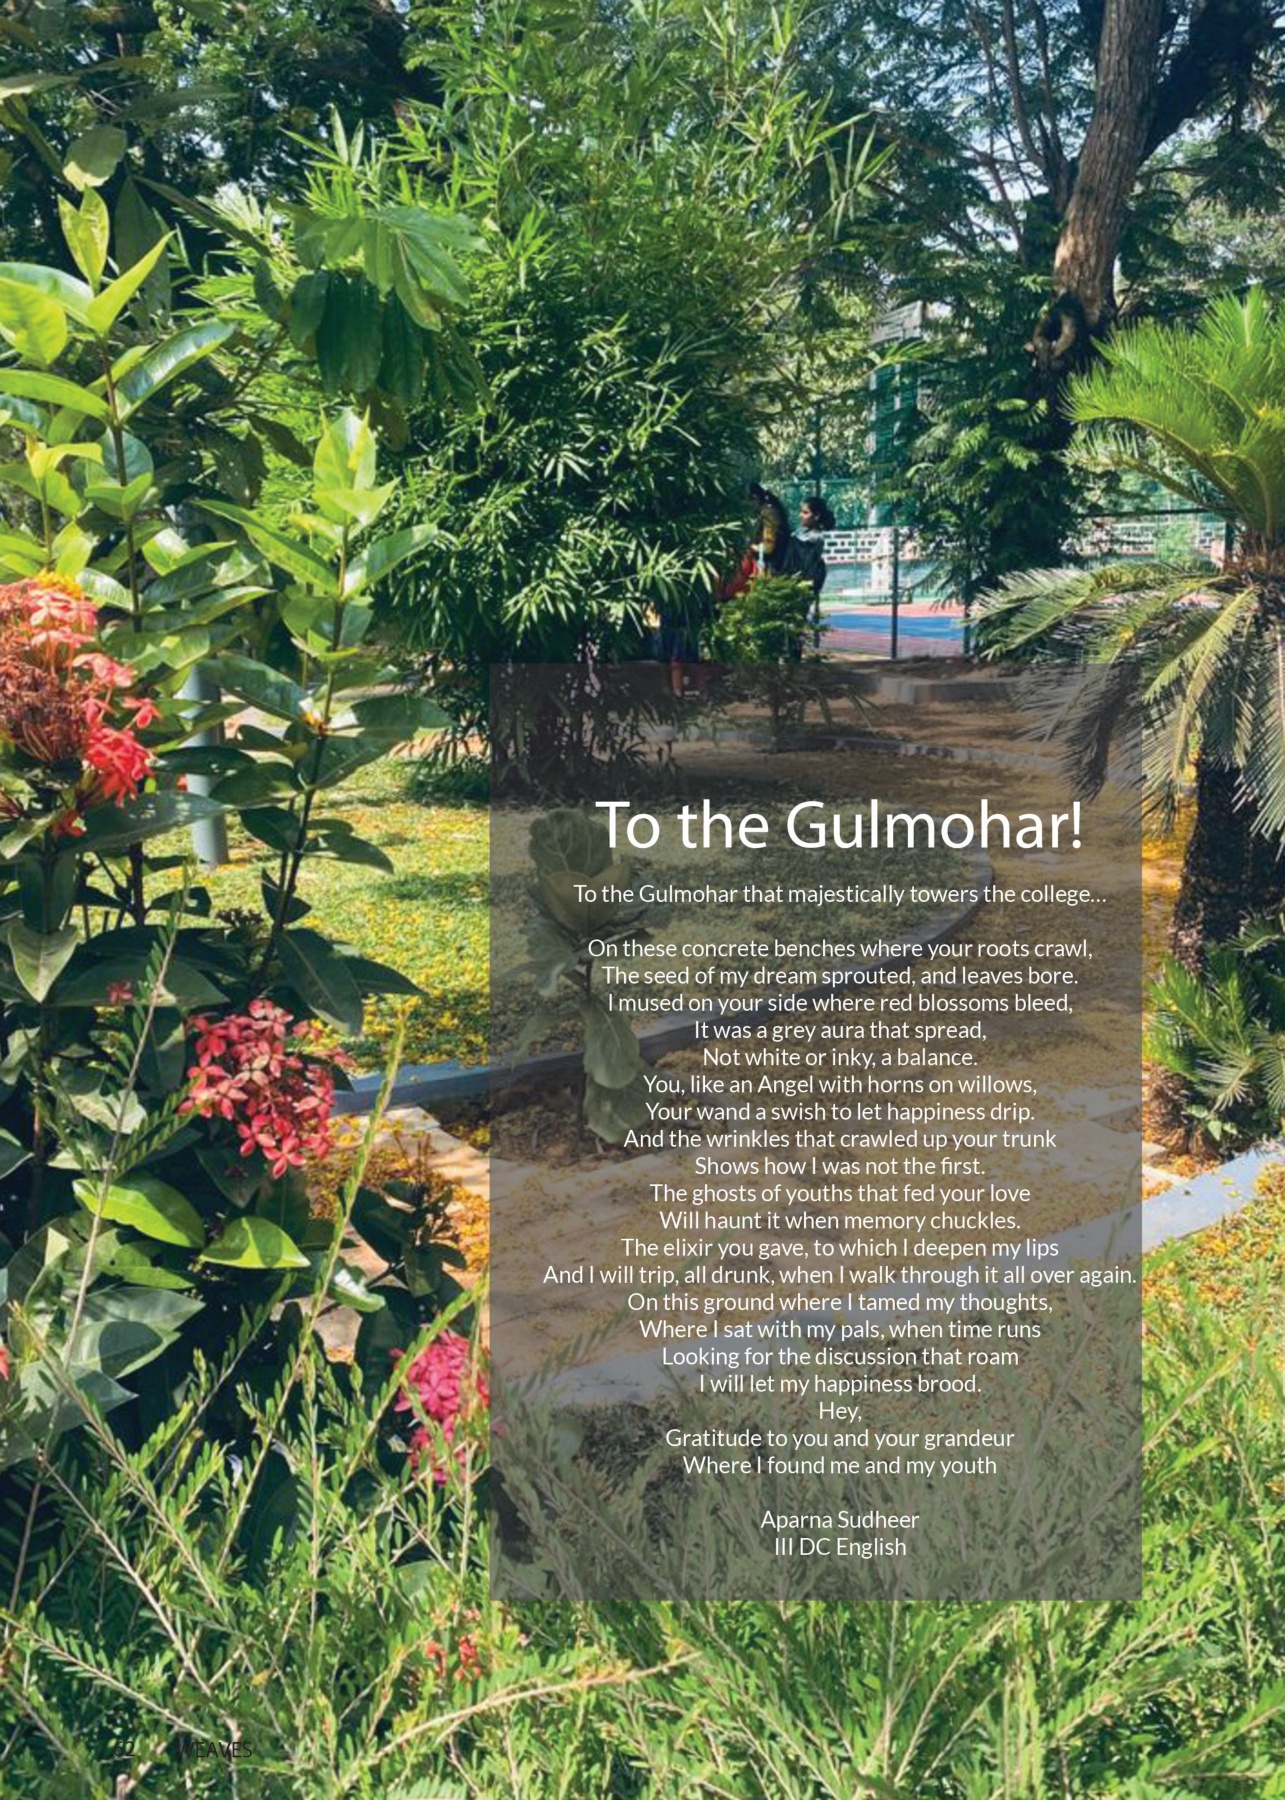 To the Gulmohar!
To the Gulmohar that majestically towers the college...
On these concrete benches where your roots crawl,
The seed of my dream sprouted, and leaves bore.
I mused on your side where red blossoms bleed,
It was a grey aura that spread,
Not white or inky, a balance.
You, like an Angel with horns on willows,
Your wand a swish to let happiness drip.
And the wrinkles that crawled up your trunk
Shows how I was not the first.
The ghosts of youths that fed your love
Will haunt it when memory chuckles.
The elixir you gave, to which I deepen my lips
And I will trip, all drunk, when I walk through it all over again.
On this ground where I tamed my thoughts,
Where I sat with my pals, when time runs
Looking for the discussion that roam
I will let my happiness brood.
Hey,
Gratitude to you and your grandeur
Where I found me and my youth
Aparna Sudheer
III DC English
62 WEAVES